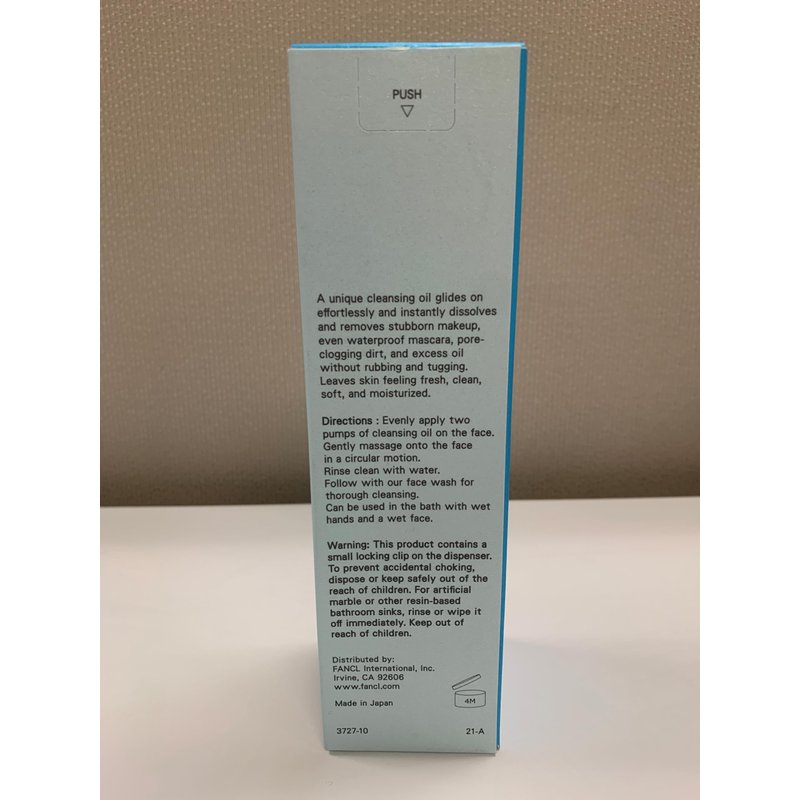 PUSH
A unique cleansing oil glides on
effortlessly and instantly dissolves
and removes stubborn makeup,
even waterproof mascara, pore-
clogging dirt, and excess oil
without rubbing and tugging.
Leaves skin feeling fresh, clean,
soft, and moisturized.
Directions : Evenly apply two
pumps of cleansing oil on the face.
Gently massage onto the face
in a circular motion.
Rinse clean with water.
Follow with our face wash for
thorough cleansing.
Can be used in the bath with wet
hands and a wet face.
Warning: This product contains a
small locking clip on the dispenser.
To prevent accidental choking,
dispose or keep safely out of the
reach of children. For artificial
marble or other resin-based
bathroom sinks, rinse or wipe it
off immediately. Keep out of
reach of children.
Distributed by:
FANCL International, Inc.
Irvine, CA 92606
www.fancl.com
4M
Made in Japan
3727-10 21-A